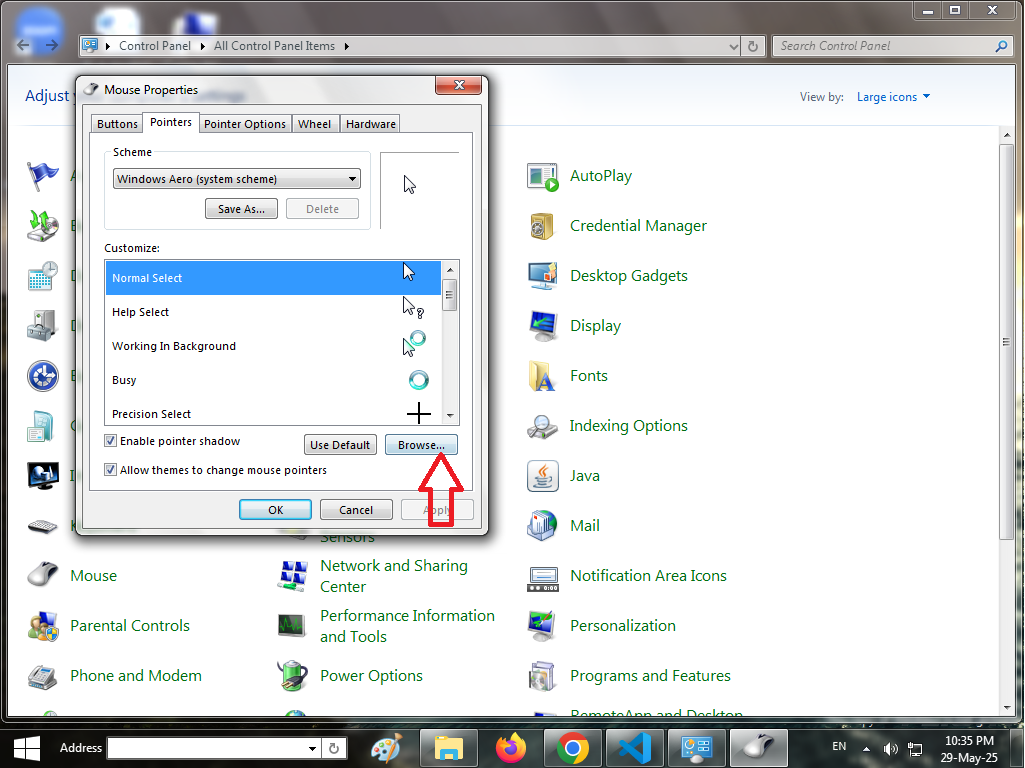 Control Panel
All Control Panel Items
Search Control Panel
Adjust
View by:
Large icons
Mouse Properties
Buttons
Pointers
Pointer Options
Wheel
Hardware
Scheme
Windows Aero (system scheme)
Save As...
Delete
Customize:
Normal Select
Help Select
Working In Background
Busy
Precision Select
Enable pointer shadow
Use Default
Browse...
Allow themes to change mouse pointers
OK
Cancel
Apply
AutoPlay
Credential Manager
Desktop Gadgets
Display
Fonts
Indexing Options
Java
Sensors
Mail
Mouse
Network and Sharing
Center
Notification Area Icons
Parental Controls
Performance Information
and Tools
Personalization
Phone and Modem
Power Options
Programs and Features
RemoteApp and Desktop
Address
EN
10:35 PM
29-May-25